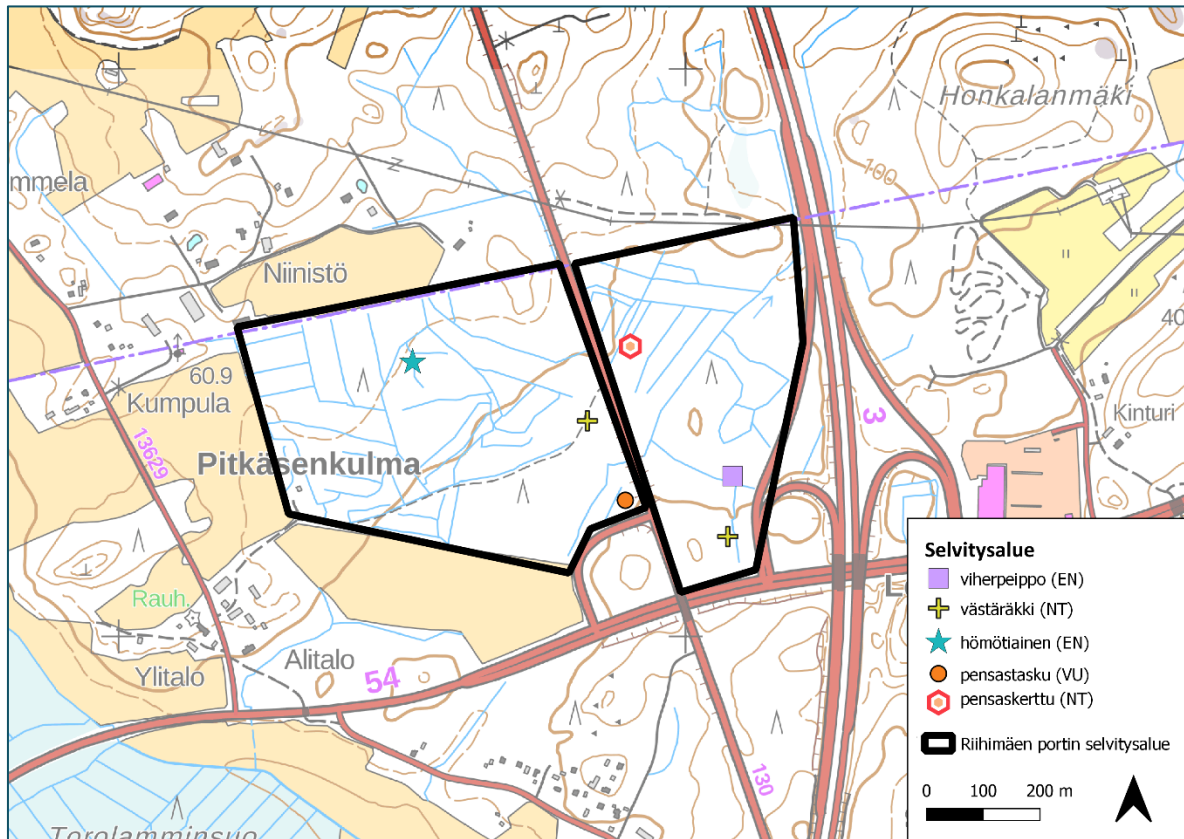 Honkalanmäki
mmela
100
Niinistö
40
60.9
Kumpula
Kinturi
3
13629
Pitkäsenkulma
Rauh.
Ylitalo
Alitalo
54
130
Torolamminsuo
Selvitysalue
viherpeippo (EN)
västäräkki (NT)
hömötiainen (EN)
pensastasku (VU)
pensaskerttu (NT)
Riihimäen portin selvitysalue
0 100 200 m